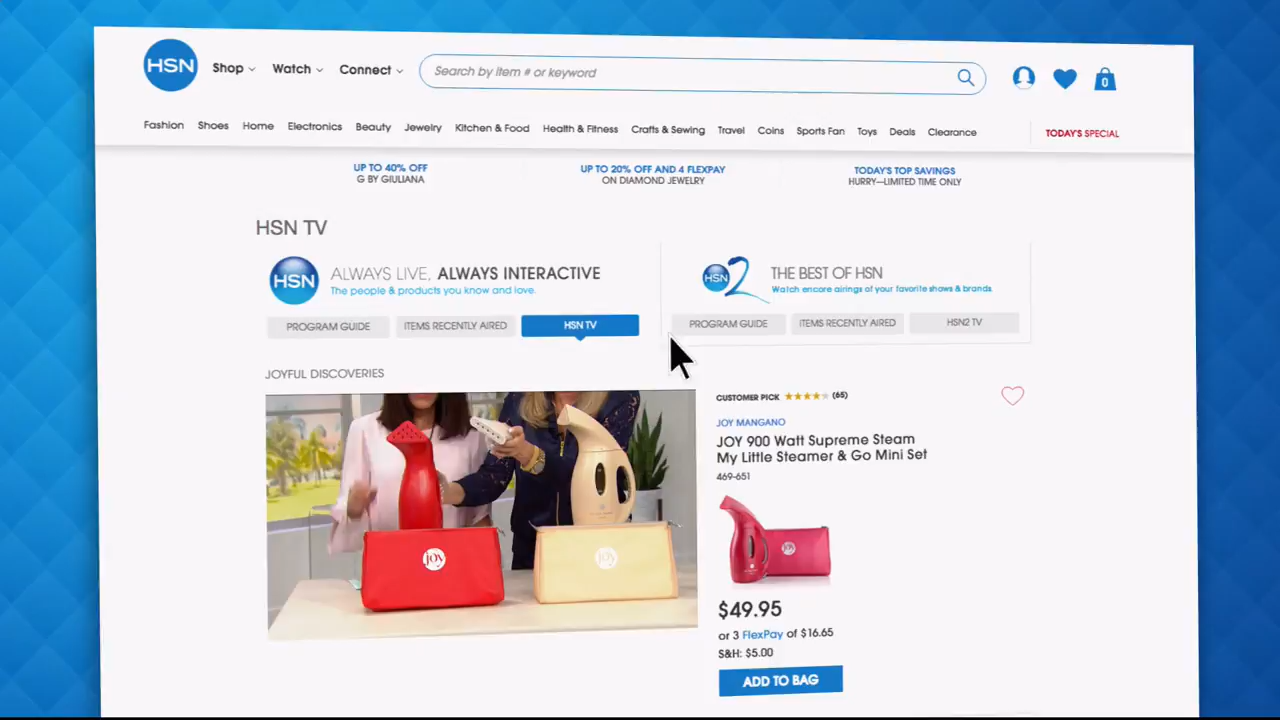 HSN
Shop
Watch
Connect
Search by item # or keyword
0
Fashion
Shoes
Home
Electronics
Beauty
Jewelry
Kitchen & Food
Health & Fitness
Crafts & Sewing
Travel
Coins
Sports Fan
Toys
Deals
Clearance
TODAY'S SPECIAL
UP TO 40% OFF
G BY GIULIANA
UP TO 20% OFF AND 4 FLEXPAY
ON DIAMOND JEWELRY
TODAY'S TOP SAVINGS
HURRY—LIMITED TIME ONLY
HSN TV
HSN
ALWAYS LIVE, ALWAYS INTERACTIVE
The people & products you know and love.
PROGRAM GUIDE
ITEMS RECENTLY AIRED
HSN TV
HSN2
THE BEST OF HSN
Watch encore airings of your favorite shows & brands.
PROGRAM GUIDE
ITEMS RECENTLY AIRED
HSN2 TV
JOYFUL DISCOVERIES
joy
joy
CUSTOMER PICK
(65)
JOY MANGANO
JOY 900 Watt Supreme Steam
My Little Steamer & Go Mini Set
469-651
joy
$49.95
or 3 FlexPay of $16.65
S&H: $5.00
ADD TO BAG